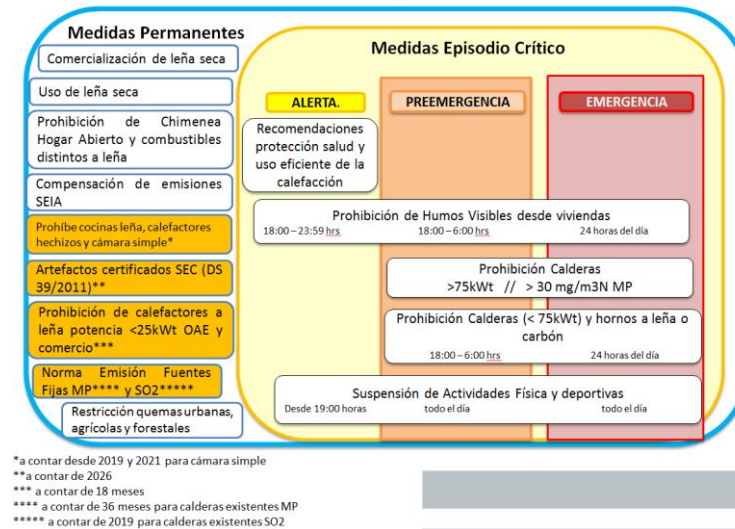 Medidas Permanentes
Comercialización de leña seca
Uso de leña seca
Prohibición de Chimenea
Hogar Abierto y combustibles
distintos a leña
Compensación de emisiones
SEIA
Prohíbe cocinas leña, calefactores
hechizos y cámara simple*
Artefactos certificados SEC (DS
39/2011)**
Prohibición de calefactores a
leña potencia <25kWt OAE y
comercio***
Norma Emisión Fuentes
Fijas MP**** y SO2*****
Restricción quemas urbanas,
agrícolas y forestales
Medidas Episodio Crítico
ALERTA.
PREEMERGENCIA
EMERGENCIA
Recomendaciones
protección salud y
uso eficiente de la
calefacción
Prohibición de Humos Visibles desde viviendas
18:00 – 23:59 hrs 18:00 – 6:00 hrs 24 horas del día
Prohibición Calderas
>75kWt // > 30 mg/m3N MP
Prohibición Calderas (< 75kWt) y hornos a leña o
carbón
18:00 – 6:00 hrs 24 horas del día
Suspensión de Actividades Física y deportivas
Desde 19:00 horas todo el día todo el día
*a contar desde 2019 y 2021 para cámara simple
**a contar de 2026
*** a contar de 18 meses
**** a contar de 36 meses para calderas existentes MP
***** a contar de 2019 para calderas existentes SO2